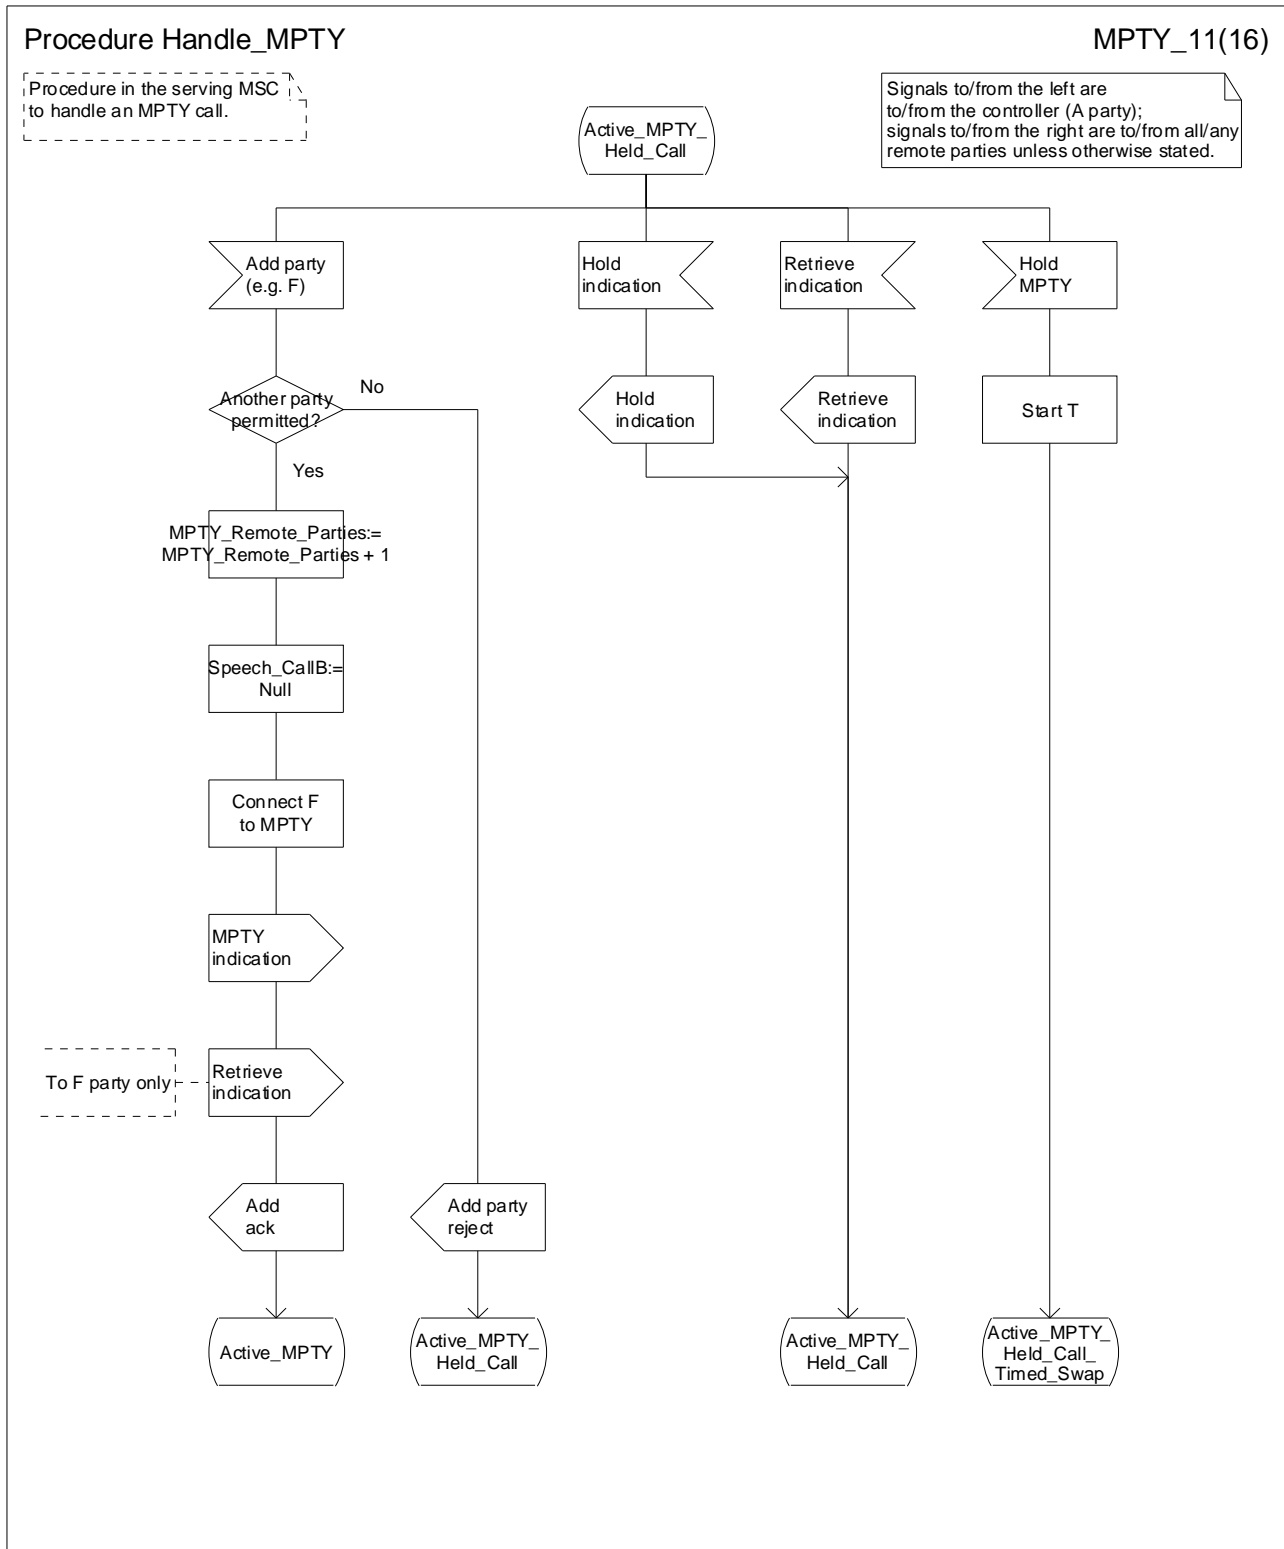 Procedure Handle_MPTY
MPTY_11(16)
Procedure in the serving MSC
to handle an MPTY call.
Signals to/from the left are
to/from the controller (A party);
signals to/from the right are to/from all/any
remote parties unless otherwise stated.
Active_MPTY_
Held_Call
Add party
(e.g. F)
Hold
indication
Retrieve
indication
Hold
MPTY
Another party
permitted?
No
Yes
Hold
indication
Retrieve
indication
Start T
MPTY_Remote_Parties:=
MPTY_Remote_Parties + 1
Speech_CallB:=
Null
Connect F
to MPTY
MPTY
indication
To F party only
Retrieve
indication
Add
ack
Add party
reject
Active_MPTY
Active_MPTY_
Held_Call
Active_MPTY_
Held_Call
Active_MPTY_
Held_Call_
Timed_Swap